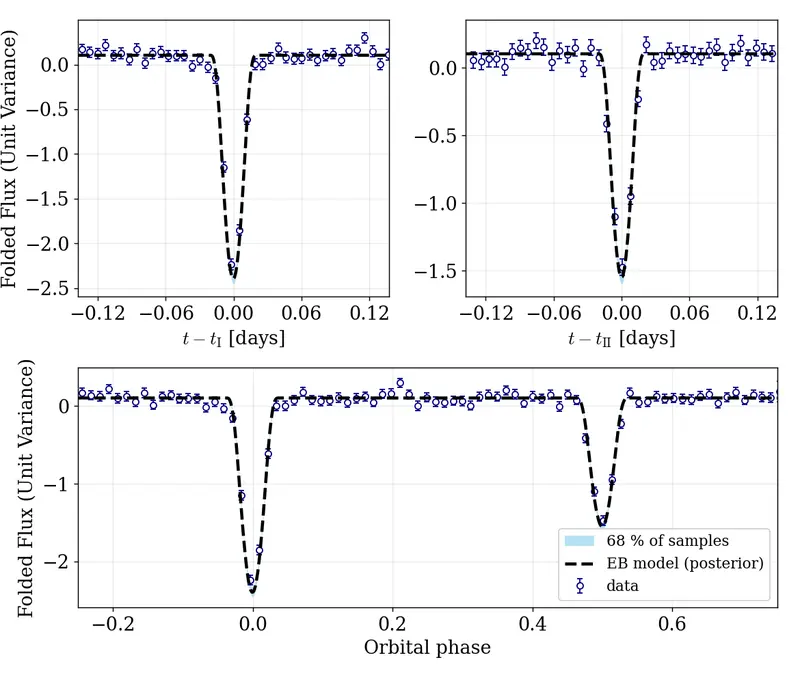 Folded Flux (Unit Variance)
0.0
−0.5
−1.0
−1.5
−2.0
−2.5
−0.12 −0.06 0.00 0.06 0.12
t − tI [days]
0.0
−0.5
−1.0
−1.5
−0.12 −0.06 0.00 0.06 0.12
t − tII [days]
Folded Flux (Unit Variance)
0
−1
−2
−0.2 0.0 0.2 0.4 0.6
Orbital phase
68 % of samples
EB model (posterior)
data